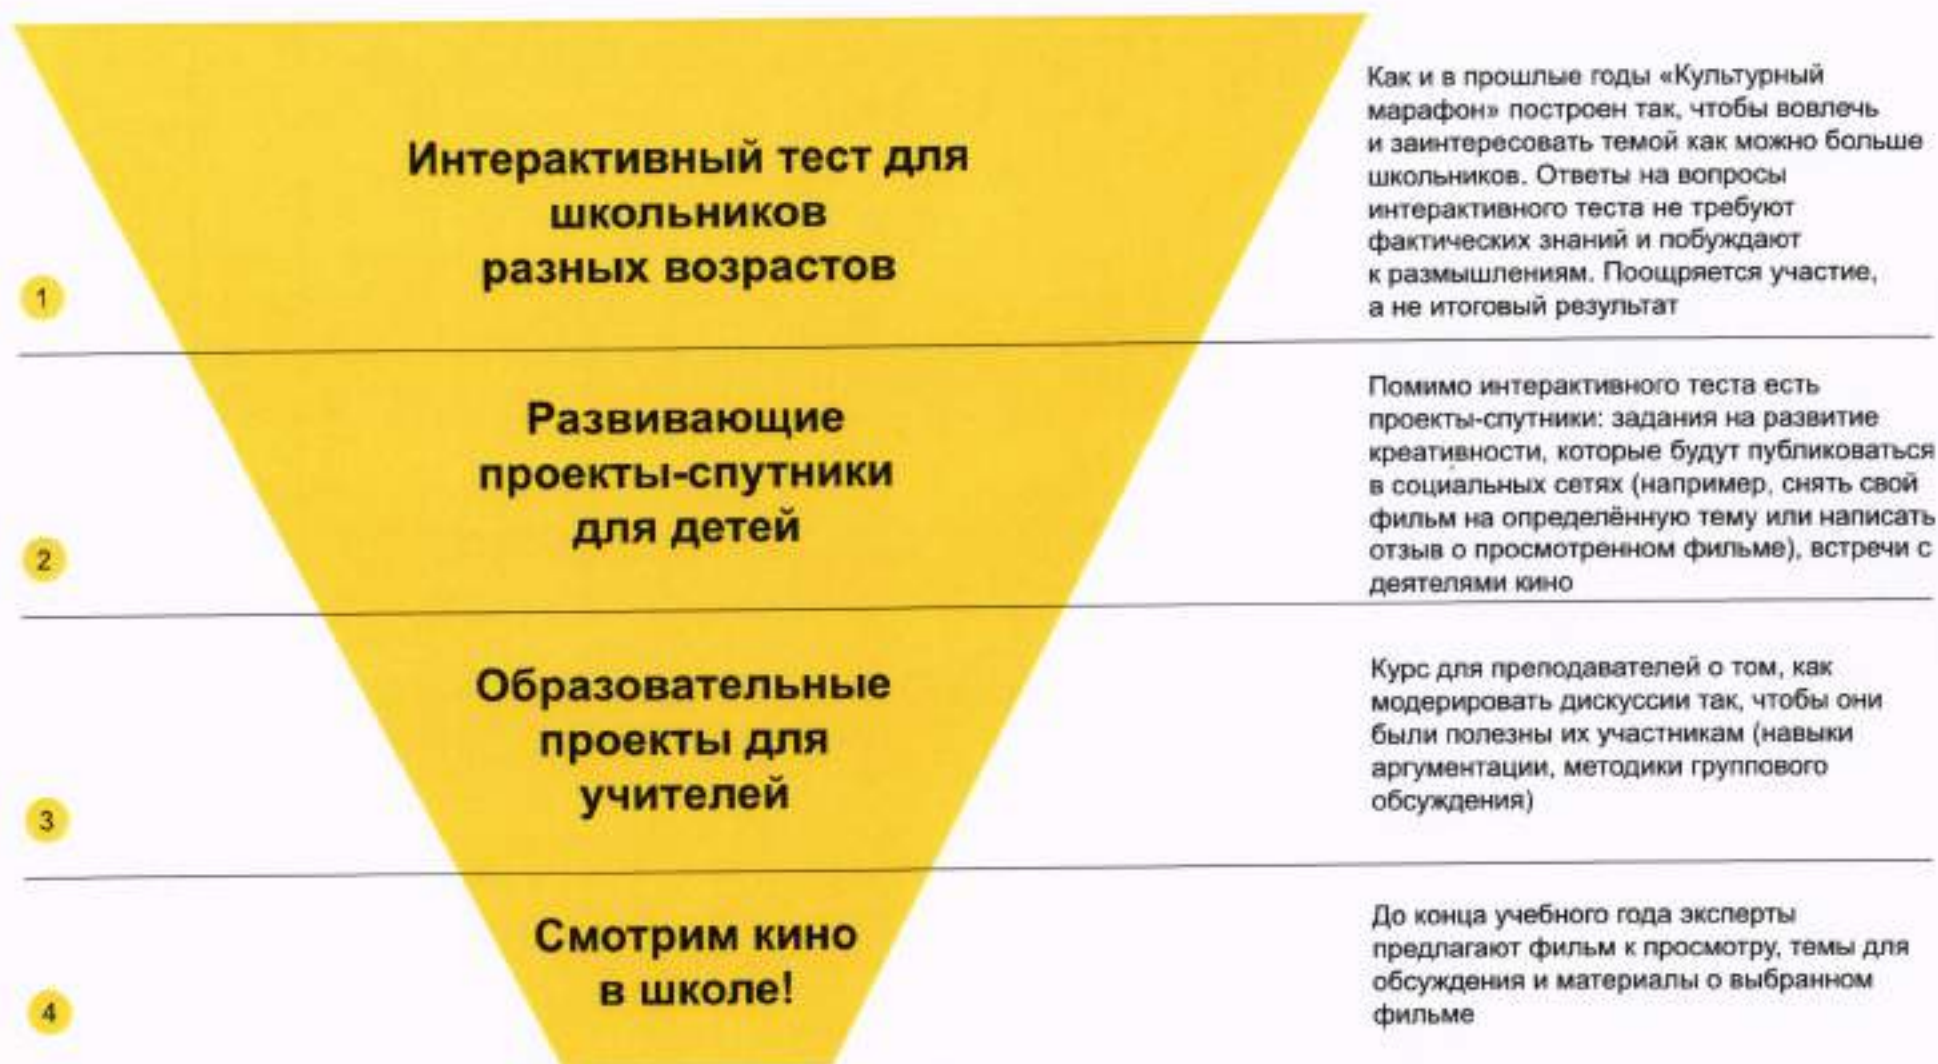 Интерактивный тест для
школьников
разных возрастов
1
Как и в прошлые годы «Культурный
марафон» построен так, чтобы вовлечь
и заинтересовать темой как можно больше
школьников. Ответы на вопросы
интерактивного теста не требуют
фактических знаний и побуждают
к размышлениям. Поощряется участие,
а не итоговый результат
Развивающие
проекты-спутники
для детей
2
Помимо интерактивного теста есть
проекты-спутники: задания на развитие
креативности, которые будут публиковаться
в социальных сетях (например, снять свой
фильм на определённую тему или написать
отзыв о просмотренном фильме), встречи с
деятелями кино
Образовательные
проекты для
учителей
3
Курс для преподавателей о том, как
модерировать дискуссии так, чтобы они
были полезны их участникам (навыки
аргументации, методики группового
обсуждения)
Смотрим кино
в школе!
4
До конца учебного года эксперты
предлагают фильм к просмотру, темы для
обсуждения и материалы о выбранном
фильме